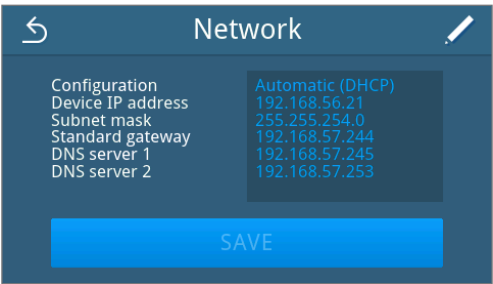 Network
Configuration Automatic (DHCP)
Device IP address 192.168.56.21
Subnet mask 255.255.254.0
Standard gateway 192.168.57.244
DNS server 1 192.168.57.245
DNS server 2 192.168.57.253
SAVE